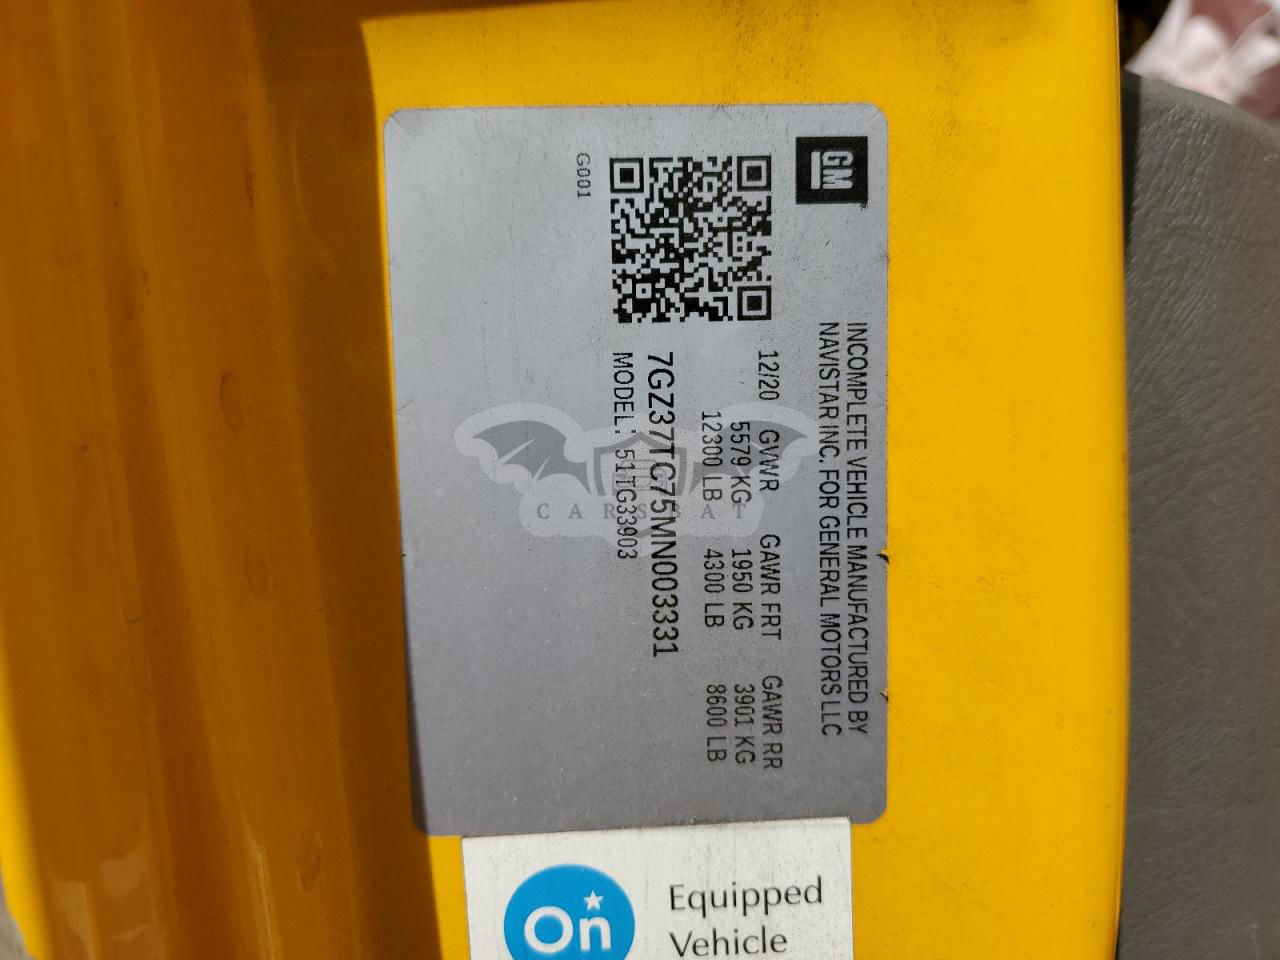 GM
INCOMPLETE VEHICLE MANUFACTURED BY
NAVISTAR INC. FOR GENERAL MOTORS LLC
12/20 GVWR GAWR FRT GAWR RR
5579 KG 1950 KG 3901 KG
12300 LB 4300 LB 8600 LB
7GZ37TC75MN003331
MODEL: 51TG33903
G001
CARSBAT
On
Equipped
Vehicle